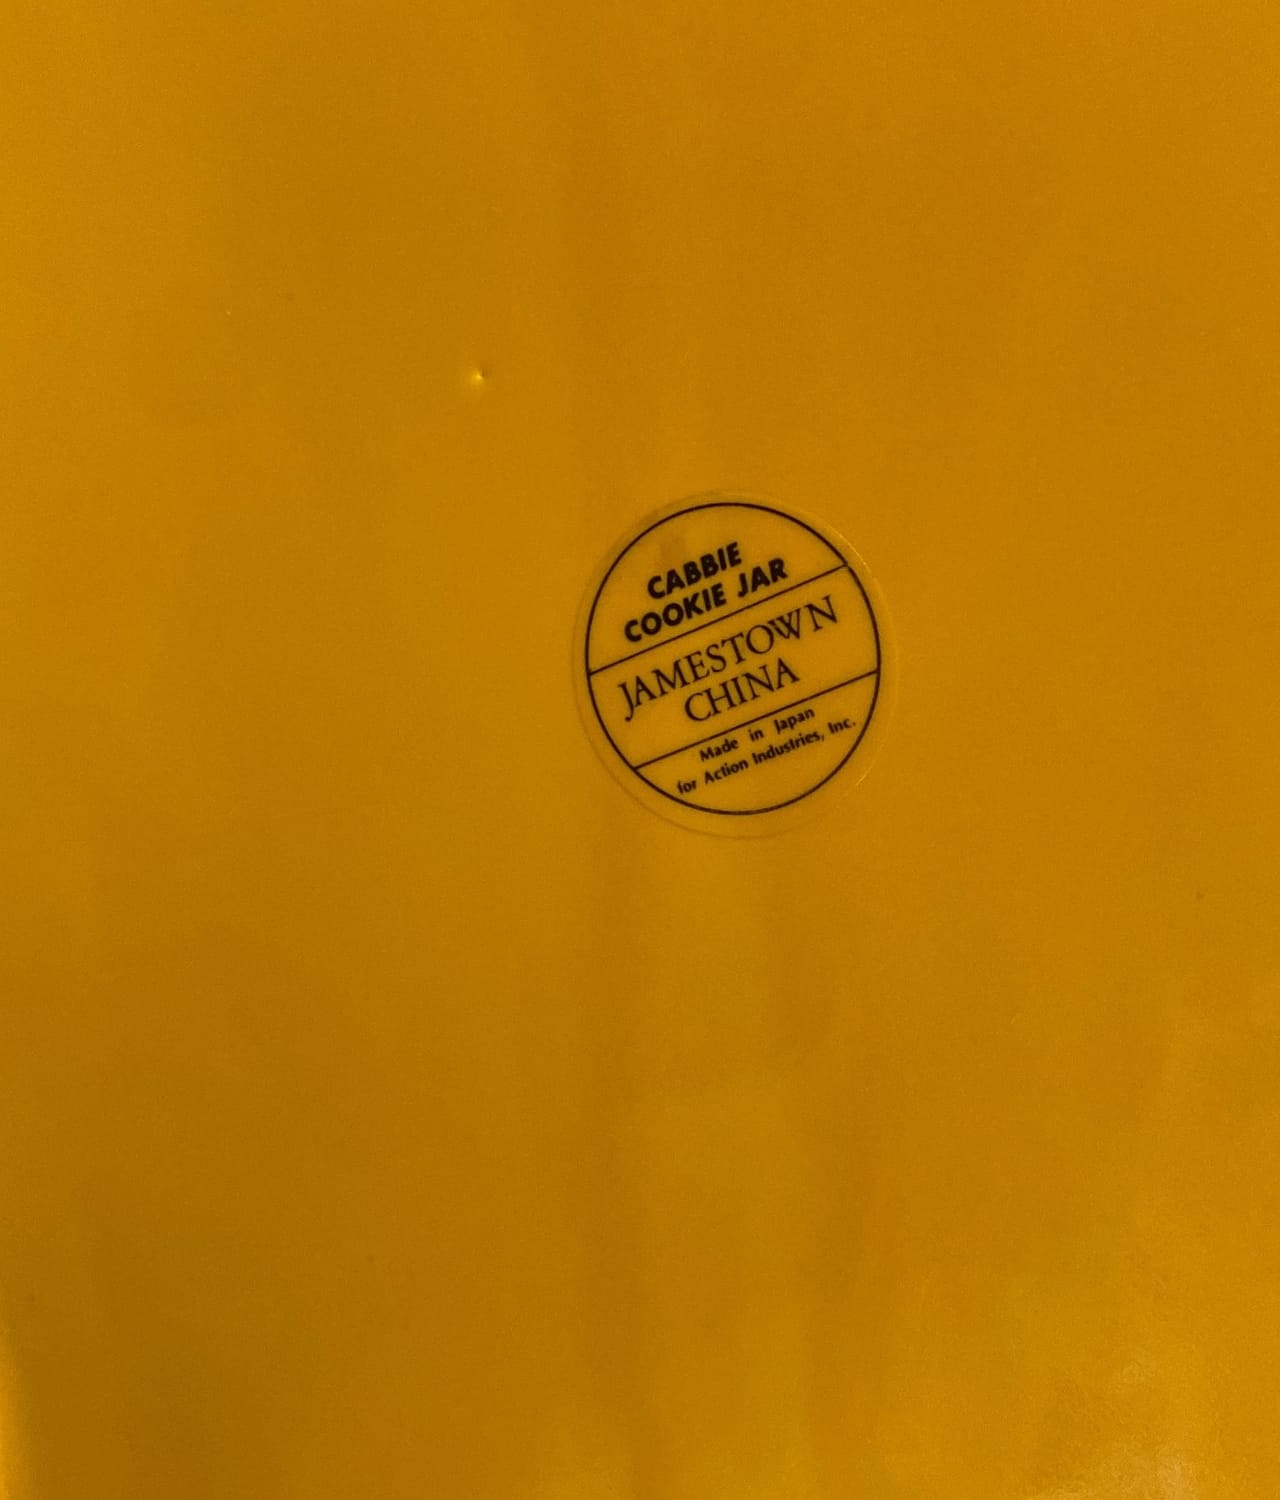 CABBIE
COOKIE JAR
JAMESTOWN
CHINA
Made in Japan
for Action Industries, Inc.